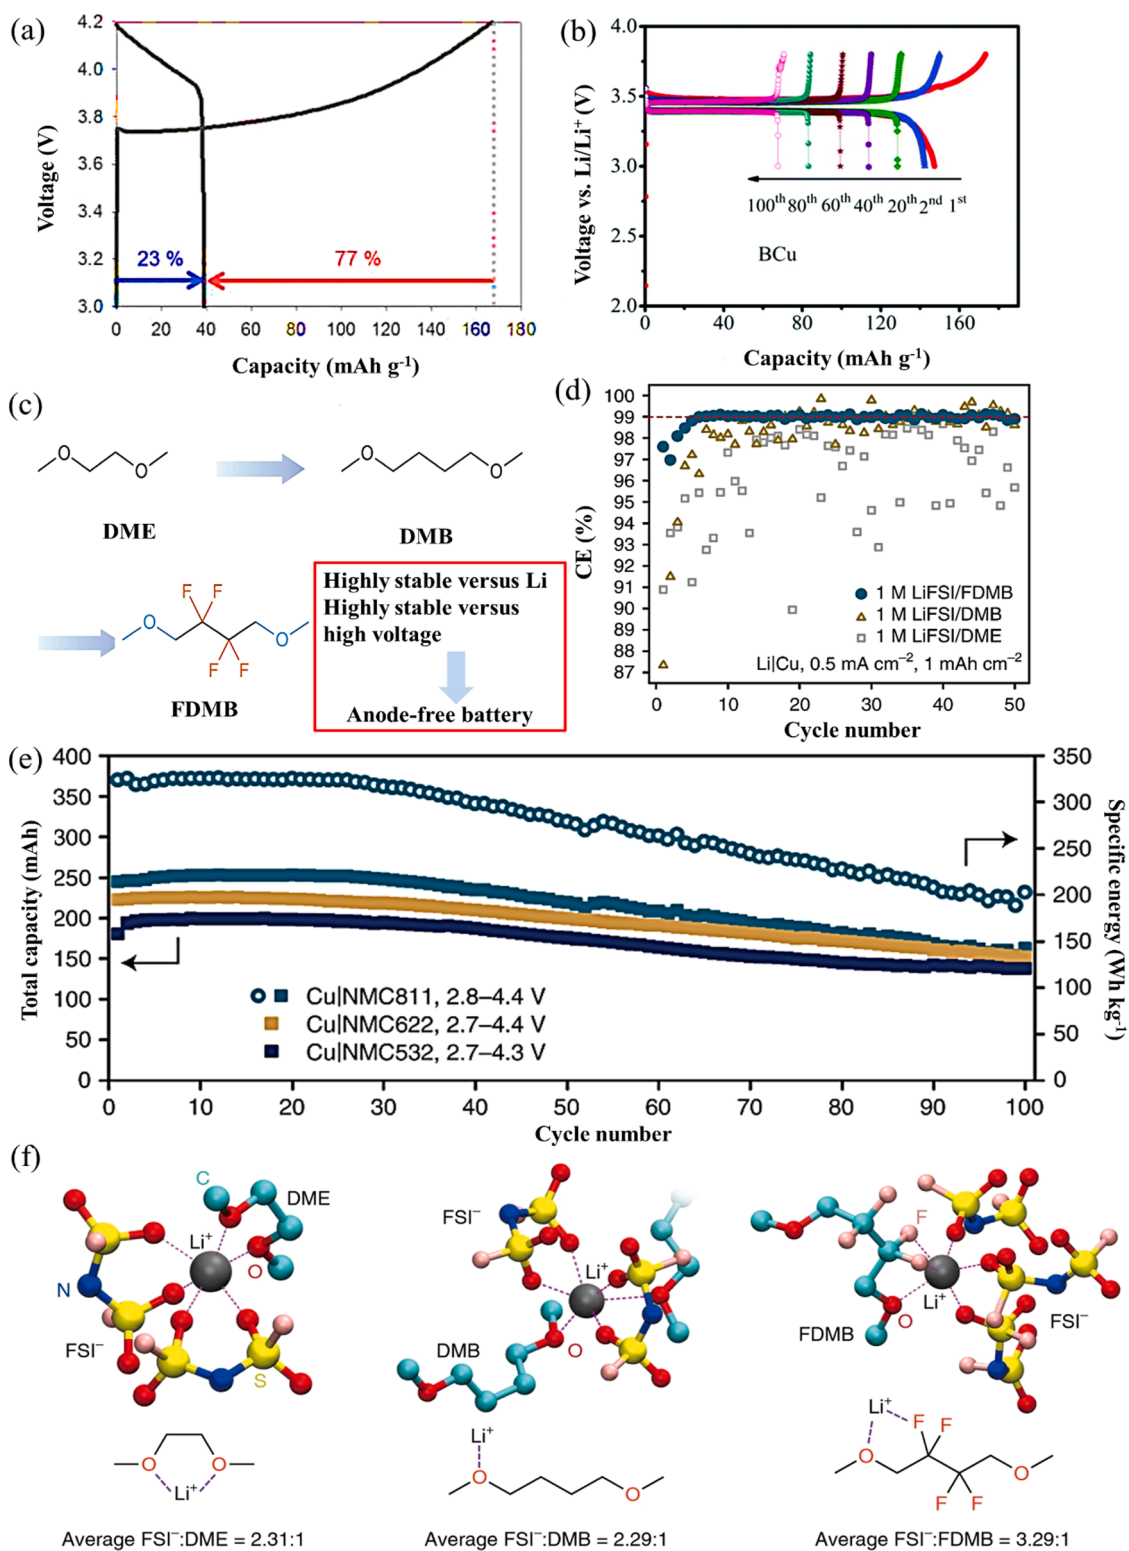 (a)
4.2
4.0
3.8
3.6
3.4
3.2
3.0
Voltage (V)
23 %
77 %
0 20 40 60 80 100 120 140 160 180
Capacity (mAh g-1)
(b)
4.0
3.5
3.0
2.5
2.0
Voltage vs. Li/Li+ (V)
100th 80th 60th 40th 20th 2nd 1st
BCu
0 40 80 120 160
Capacity (mAh g-1)
(c)
O
O
DME
O
O
DMB
F F
O
O
F F
FDMB
Highly stable versus Li
Highly stable versus
high voltage
Anode-free battery
(d)
100
99
98
97
96
95
94
93
92
91
90
89
88
87
CE (%)
1 M LiFSI/FDMB
1 M LiFSI/DMB
1 M LiFSI/DME
Li|Cu, 0.5 mA cm−2, 1 mAh cm−2
0 10 20 30 40 50
Cycle number
(e)
400
350
300
250
200
150
100
50
0
Total capacity (mAh)
350
300
250
200
150
100
50
0
Specific energy (Wh kg-1)
Cu|NMC811, 2.8–4.4 V
Cu|NMC622, 2.7–4.4 V
Cu|NMC532, 2.7–4.3 V
0 10 20 30 40 50 60 70 80 90 100
Cycle number
(f)
C
DME
Li+
O
N
FSI−
S
O
O
Li+
Average FSI−:DME = 2.31:1
FSI−
Li+
DMB
O
Li+
O
O
Average FSI−:DMB = 2.29:1
F
Li+
FSI−
FDMB
O
Li+
F F
O
O
F F
Average FSI−:FDMB = 3.29:1